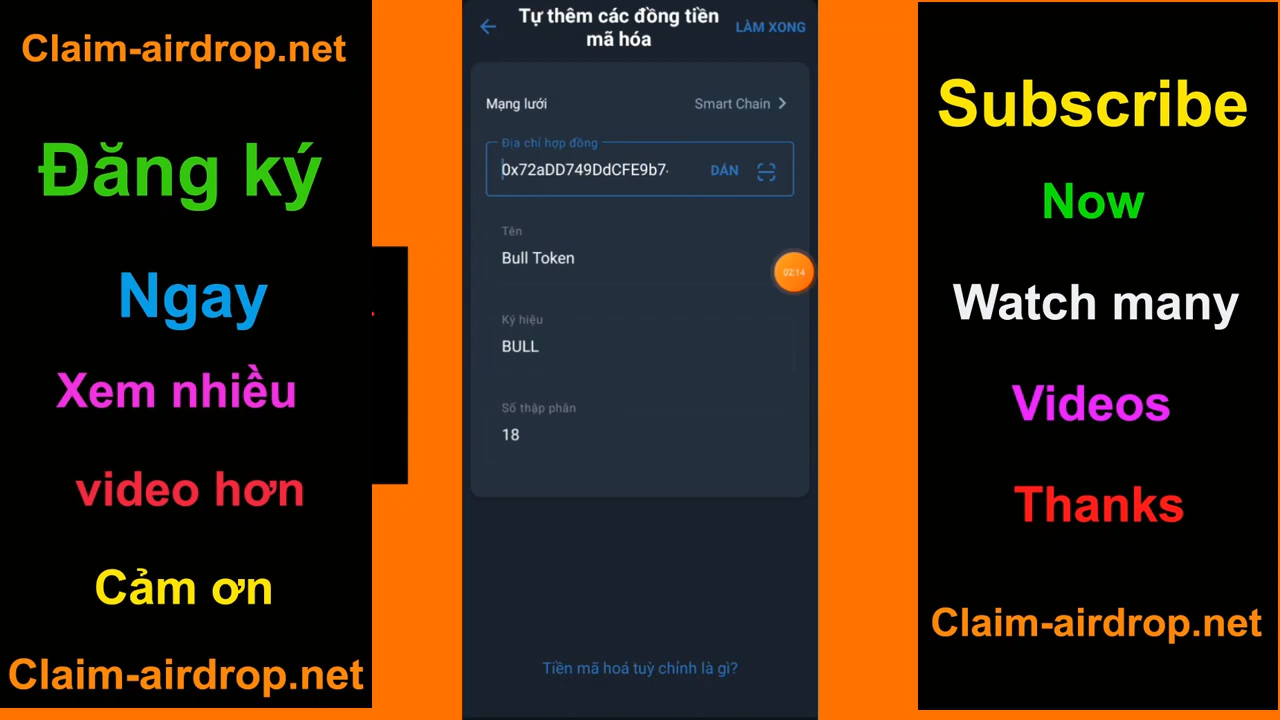 Claim-airdrop.net
Đăng ký
Ngay
Xem nhiều
video hơn
Cảm ơn
Claim-airdrop.net
Tự thêm các đồng tiền
mã hóa
LÀM XONG
Mạng lưới
Smart Chain
Địa chỉ hợp đồng
0x72aDD749DdCFE9b7
DÁN
Tên
Bull Token
02:14
Ký hiệu
BULL
Số thập phân
18
Tiền mã hoá tuỳ chỉnh là gì?
Subscribe
Now
Watch many
Videos
Thanks
Claim-airdrop.net